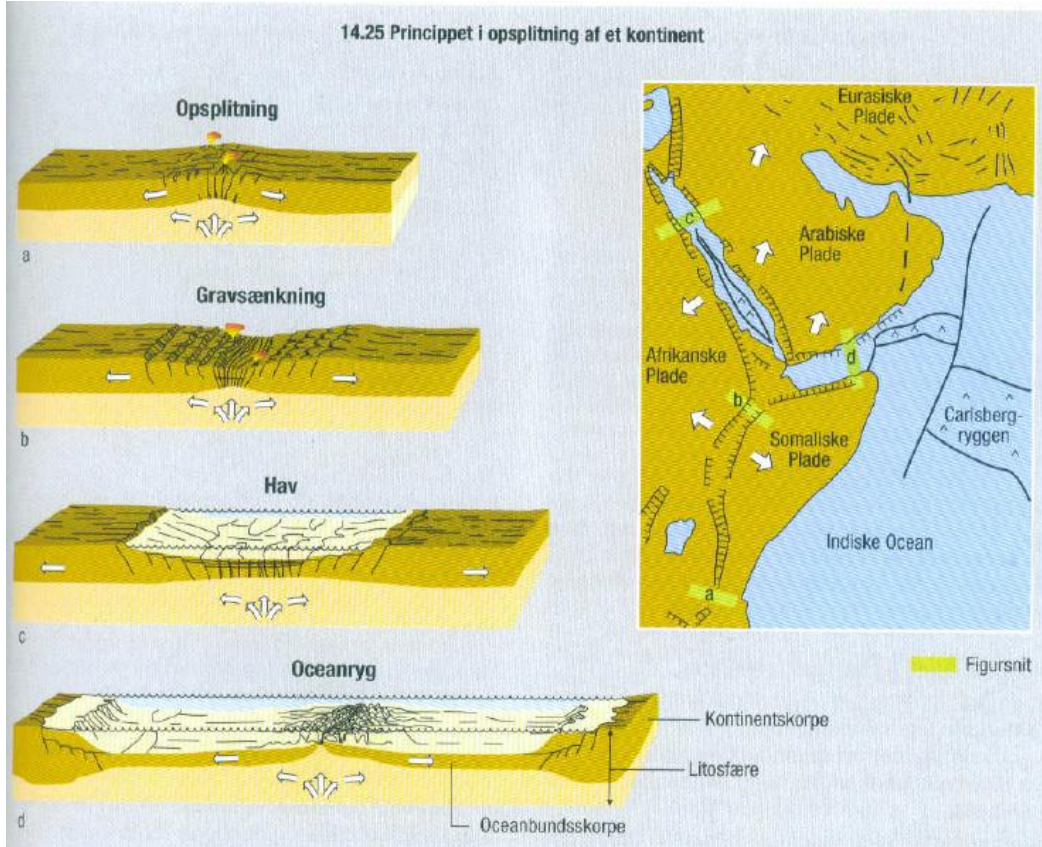 14.25 Princippet i opsplitning af et kontinent
Opsplitning
a
Gravsænkning
b
Hav
c
Oceanryg
d
Kontinentskorpe
Litosfære
Oceanbundsskorpe
Eurasiske
Plade
c
Arabiske
Plade
Afrikanske
Plade
d
b
Somaliske
Plade
Carlsberg-
ryggen
Indiske Ocean
a
Figursnit